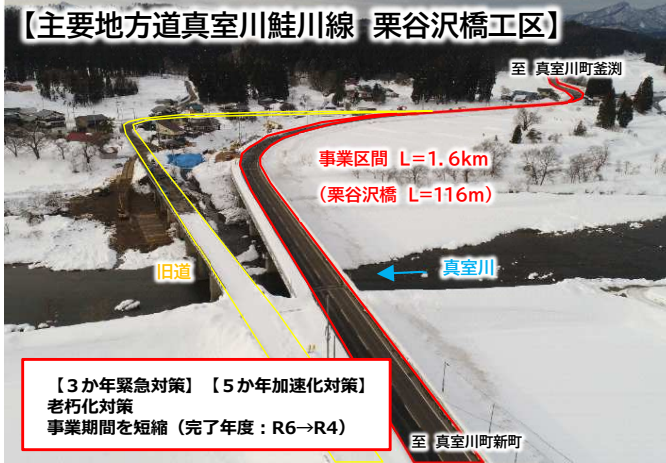 【主要地方道真室川鮭川線 栗谷沢橋工区】
至 真室川町釜渕
事業区間 L=1.6km
(栗谷沢橋 L=116m)
旧道
真室川
【3か年緊急対策】【5か年加速化対策】
老朽化対策
事業期間を短縮（完了年度：R6→R4）
至 真室川町新町